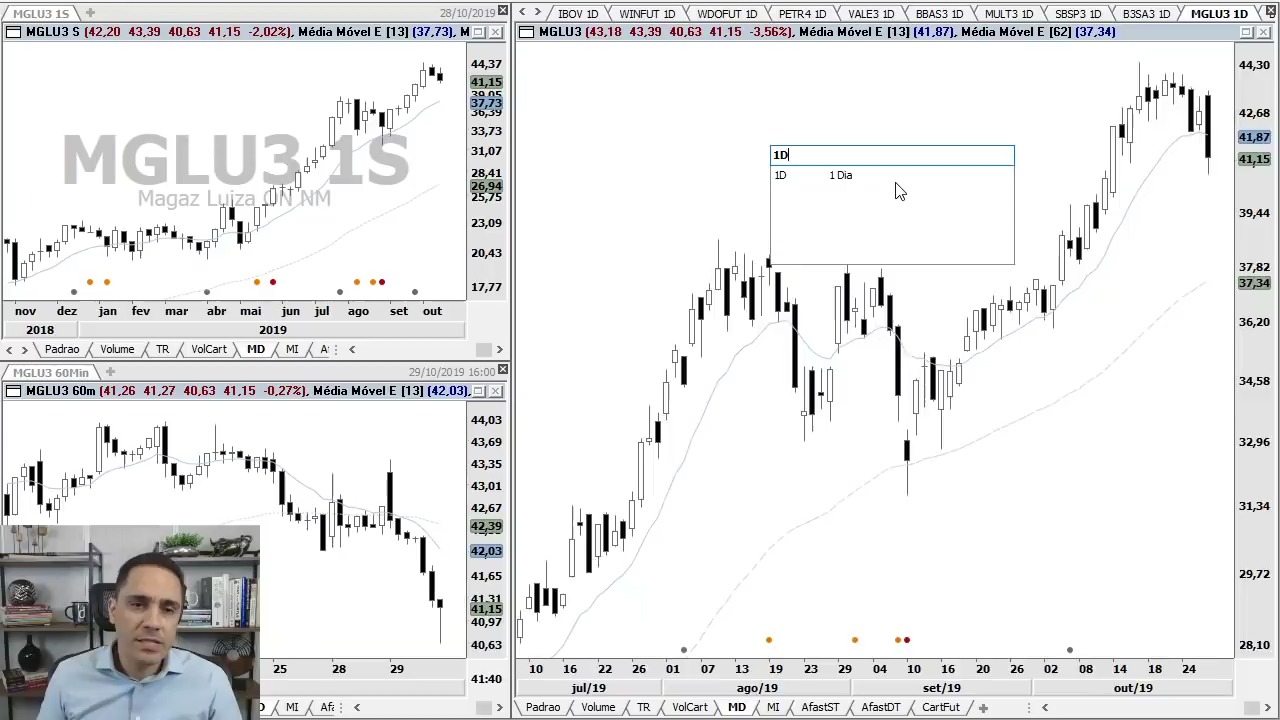 MGLU3 1S
28/10/2019
MGLU3 S (42,20 43,39 40,63 41,15 -2,02%), Média Móvel E [13] (37,73), M
44,37
41,15
39,05
37,73
36,39
33,73
31,07
28,41
26,94
25,75
23,09
20,43
17,77
MGLU3 1S
Magaz Luiza ON NM
nov dez jan fev mar abr mai jun jul ago set out
2018 2019
Padrao Volume TR VolCart MD MI
MGLU3 60Min
29/10/2019 16:00
MGLU3 60m (41,26 41,27 40,63 41,15 -0,27%), Média Móvel E [13] (42,03),
44,03
43,69
43,35
43,01
42,67
42,39
42,03
41,65
41,31
41,15
40,97
40,63
41:40
25 28 29
MI Afa
IBOV 1D WINFUT 1D WDOFUT 1D PETR4 1D VALE3 1D BBAS3 1D MULT3 1D SBSP3 1D B3SA3 1D MGLU3 1D
MGLU3 (43,18 43,39 40,63 41,15 -3,56%), Média Móvel E [13] (41,87), Média Móvel E [62] (37,34)
1D
1D 1 Dia
44,30
42,68
41,87
41,15
39,44
37,82
37,34
36,20
34,58
32,96
31,34
29,72
28,10
10 16 22 26 01 07 13 19 23 29 04 10 16 20 26 02 08 14 18 24
jul/19 ago/19 set/19 out/19
Padrao Volume TR VolCart MD MI AfastST AfastDT CartFut